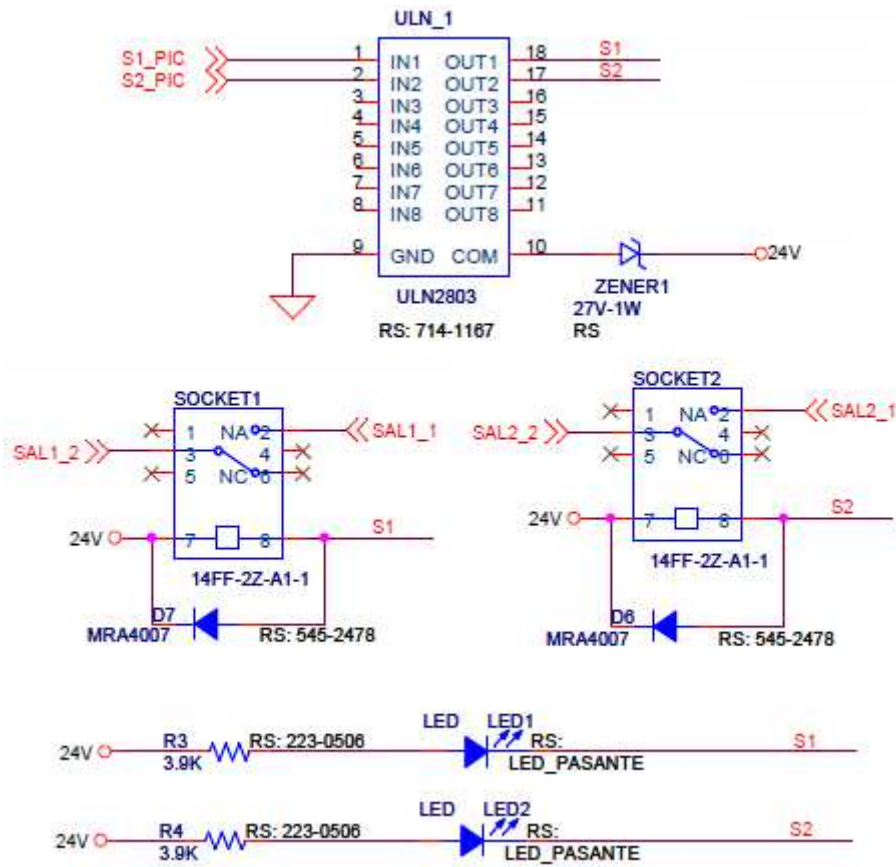 ULN_1
S1_PIC 1 IN1 OUT1 18 S1
S2_PIC 2 IN2 OUT2 17 S2
3 IN3 OUT3 16
4 IN4 OUT4 15
5 IN5 OUT5 14
6 IN6 OUT6 13
7 IN7 OUT7 12
8 IN8 OUT8 11
9 GND COM 10 24V
ZENER1
ULN2803 27V-1W
RS: 714-1167 RS
SOCKET1
1 NA 2 SAL1_1
SAL1_2 3 4
5 NC 6
24V 7 8 S1
14FF-2Z-A1-1
D7
MRA4007 RS: 545-2478
SOCKET2
1 NA 2 SAL2_1
SAL2_2 3 4
5 NC 6
24V 7 8 S2
14FF-2Z-A1-1
D6
MRA4007 RS: 545-2478
LED LED1
24V R3 RS: 223-0506 RS: S1
3.9K LED_PASANTE
LED LED2
24V R4 RS: 223-0506 RS: S2
3.9K LED_PASANTE